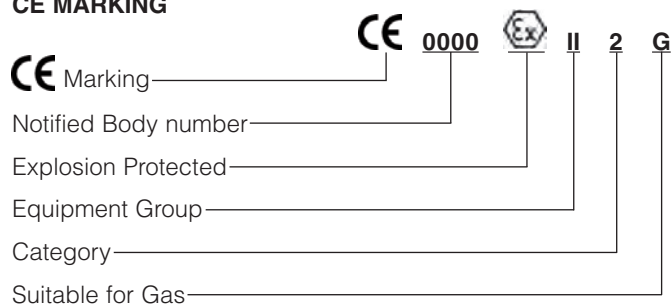 CE MARKING
CE 0000 Ex II 2 G
CE Marking
Notified Body number
Explosion Protected
Equipment Group
Category
Suitable for Gas